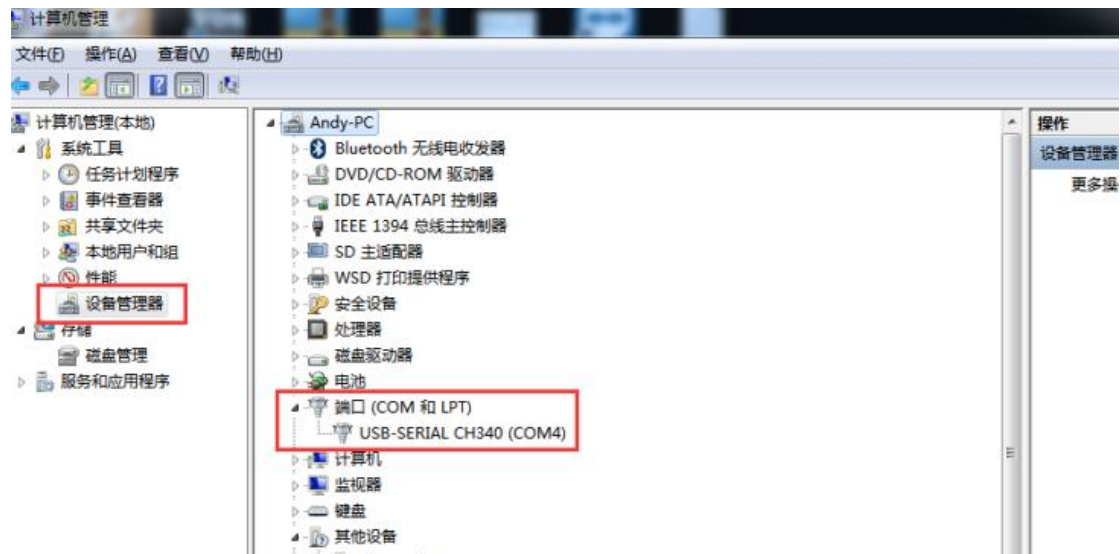 计算机管理
文件(F) 操作(A) 查看(V) 帮助(H)
计算机管理(本地)
系统工具
任务计划程序
事件查看器
共享文件夹
本地用户和组
性能
设备管理器
存储
磁盘管理
服务和应用程序
Andy-PC
Bluetooth 无线电收发器
DVD/CD-ROM 驱动器
IDE ATA/ATAPI 控制器
IEEE 1394 总线主控制器
SD 主适配器
WSD 打印提供程序
安全设备
处理器
磁盘驱动器
电池
端口 (COM 和 LPT)
USB-SERIAL CH340 (COM4)
计算机
监视器
键盘
其他设备
操作
设备管理器
更多操